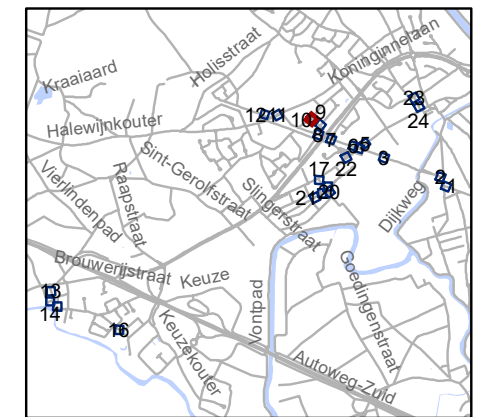 Koninginnelaan
Holisstraat
Kraaiaard
23
24
12
11
9
10
8
7
Halewijnkouter
6
5
3
22
Sint-Gerolfstraat
Vierlindenpad
Raapstraat
17
2
1
20
21
Slingerstraat
Dijkweg
Brouwerijstraat
Keuze
Goedingenstraat
Vontpad
13
14
16
Keuzekouter
Autoweg-Zuid